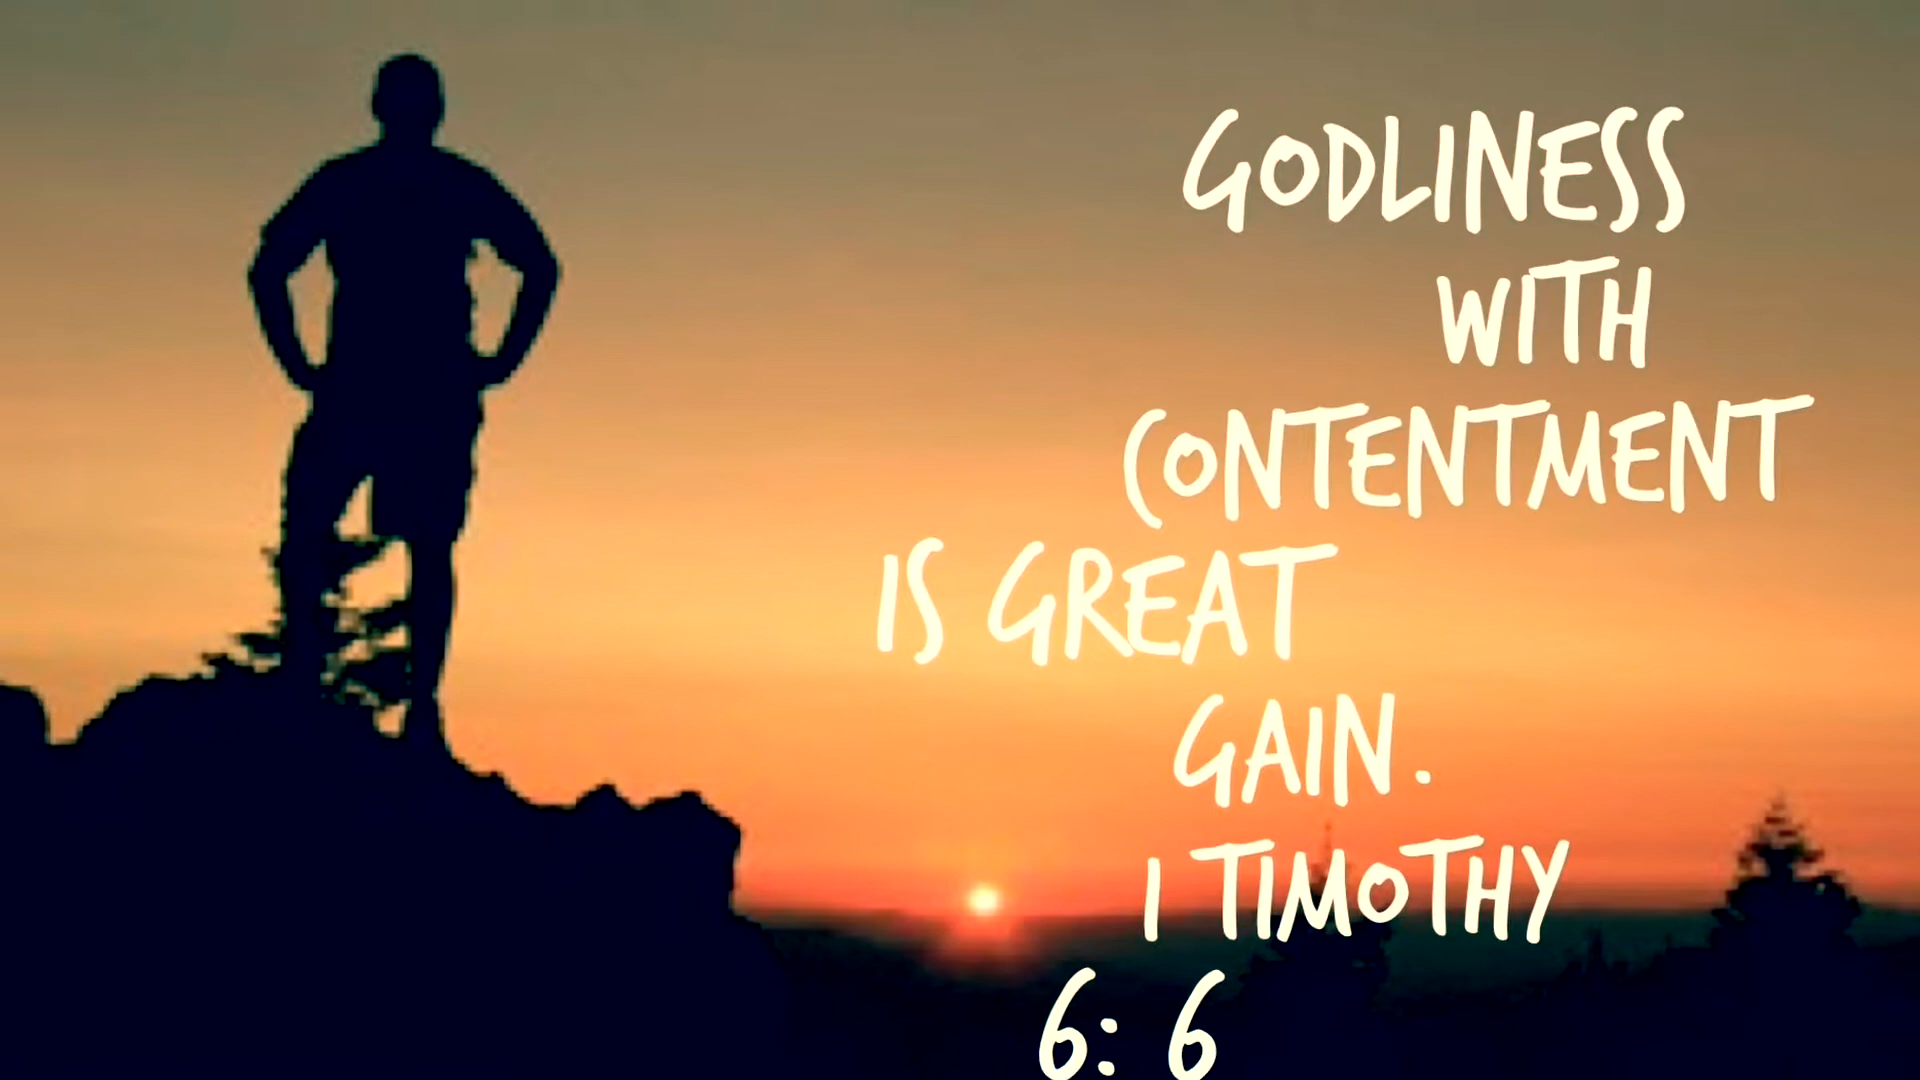 GODLINESS
WITH
CONTENTMENT
IS GREAT
GAIN.
1 TIMOTHY
6: 6